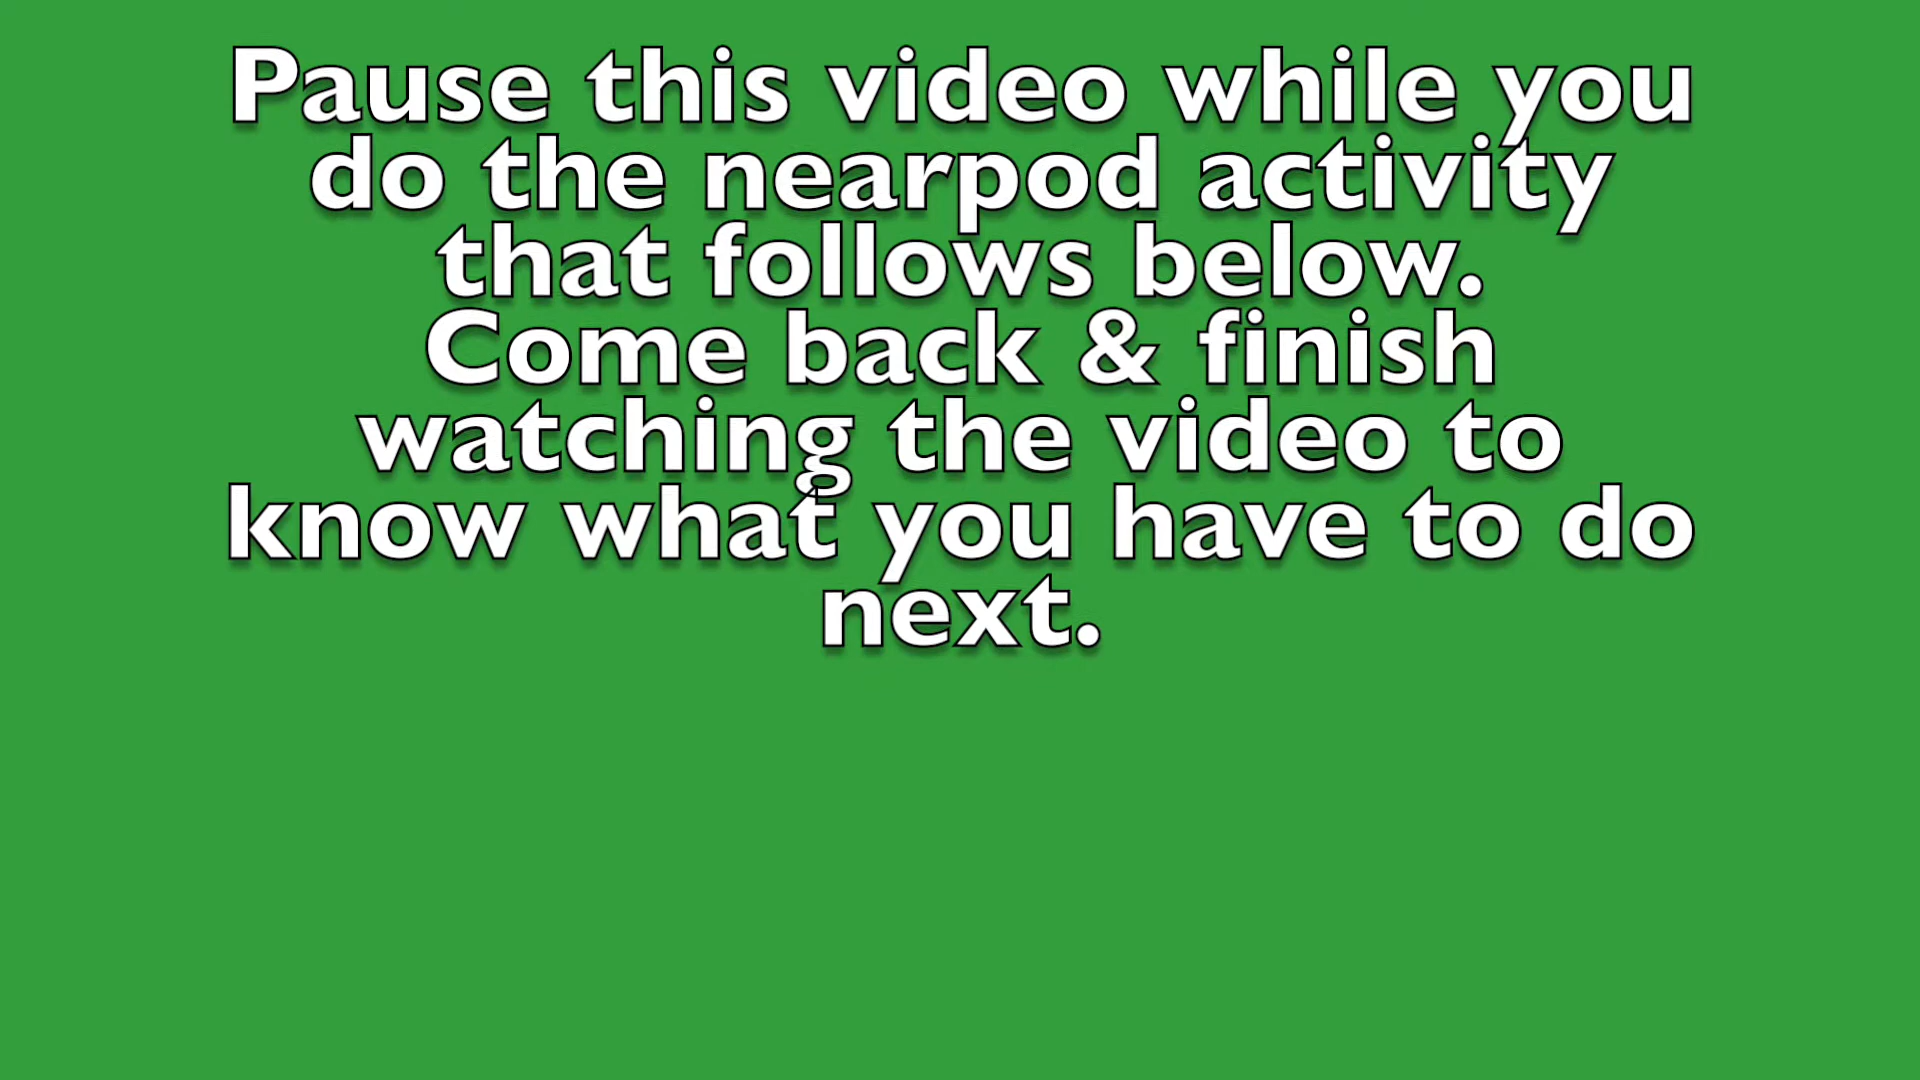 Pause this video while you
do the nearpod activity
that follows below.
Come back & finish
watching the video to
know what you have to do
next.